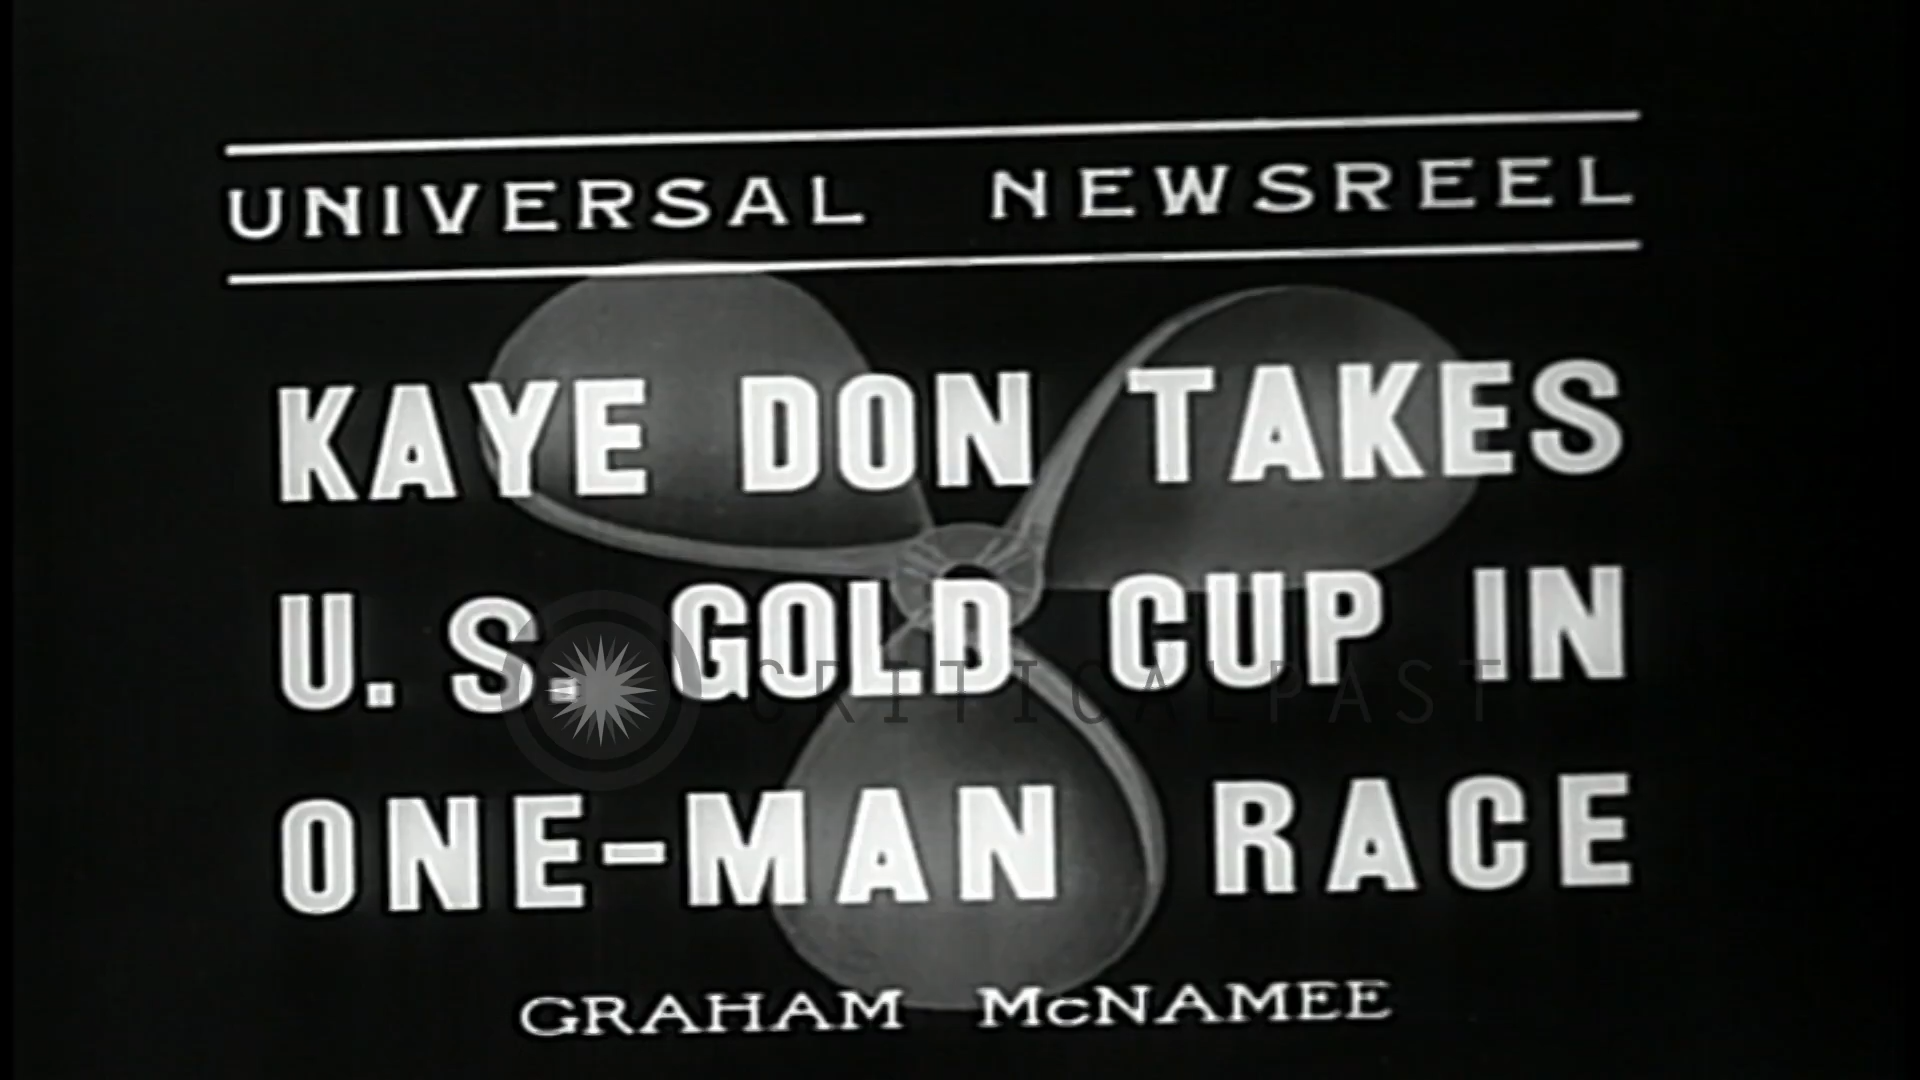 UNIVERSAL NEWSREEL
KAYE DON TAKES
U. S. GOLD CUP IN
ONE-MAN RACE
GRAHAM McNAMEE
CRITICALPAST